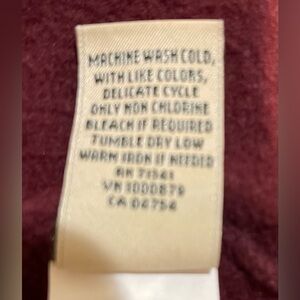 MACHINE WASH COLD,
WITH LIKE COLORS,
DELICATE CYCLE
ONLY NON CHLORINE
BLEACH IF REQUIRED
TUMBLE DRY LOW
WARM IRON IF NEEDED
RN 71341
VN 1000879
CA 04754